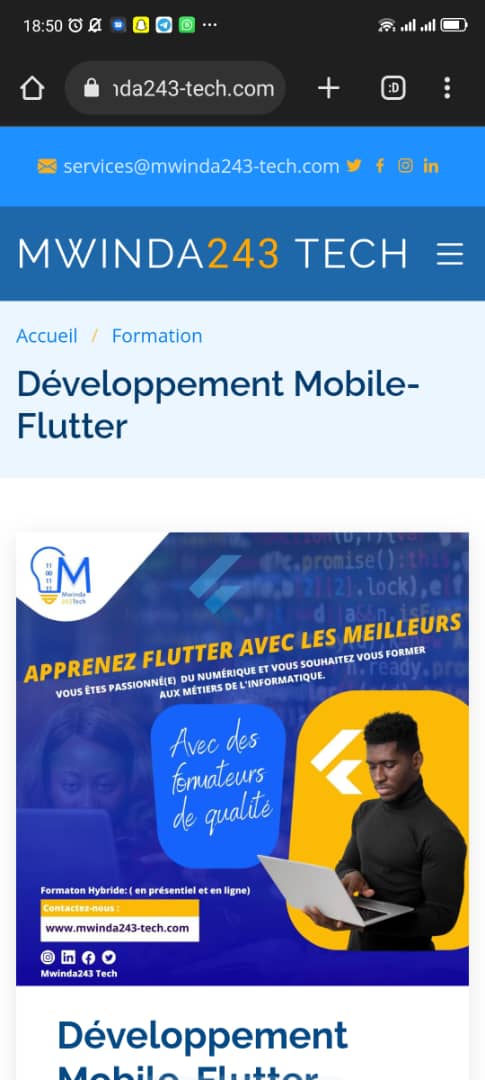 18:50
nda243-tech.com
:D
services@mwinda243-tech.com
MWINDA243 TECH
Accueil / Formation
Développement Mobile-
Flutter
M
Mwinda
243Tech
APPRENEZ FLUTTER AVEC LES MEILLEURS
VOUS ÊTES PASSIONNÉ(E) DU NUMÉRIQUE ET VOUS SOUHAITEZ VOUS FORMER
AUX MÉTIERS DE L'INFORMATIQUE.
Avec des
formateurs
de qualité
Formaton Hybride: ( en présentiel et en ligne)
Contactez-nous :
www.mwinda243-tech.com
Mwinda243 Tech
Développement
Mobile-Flutter